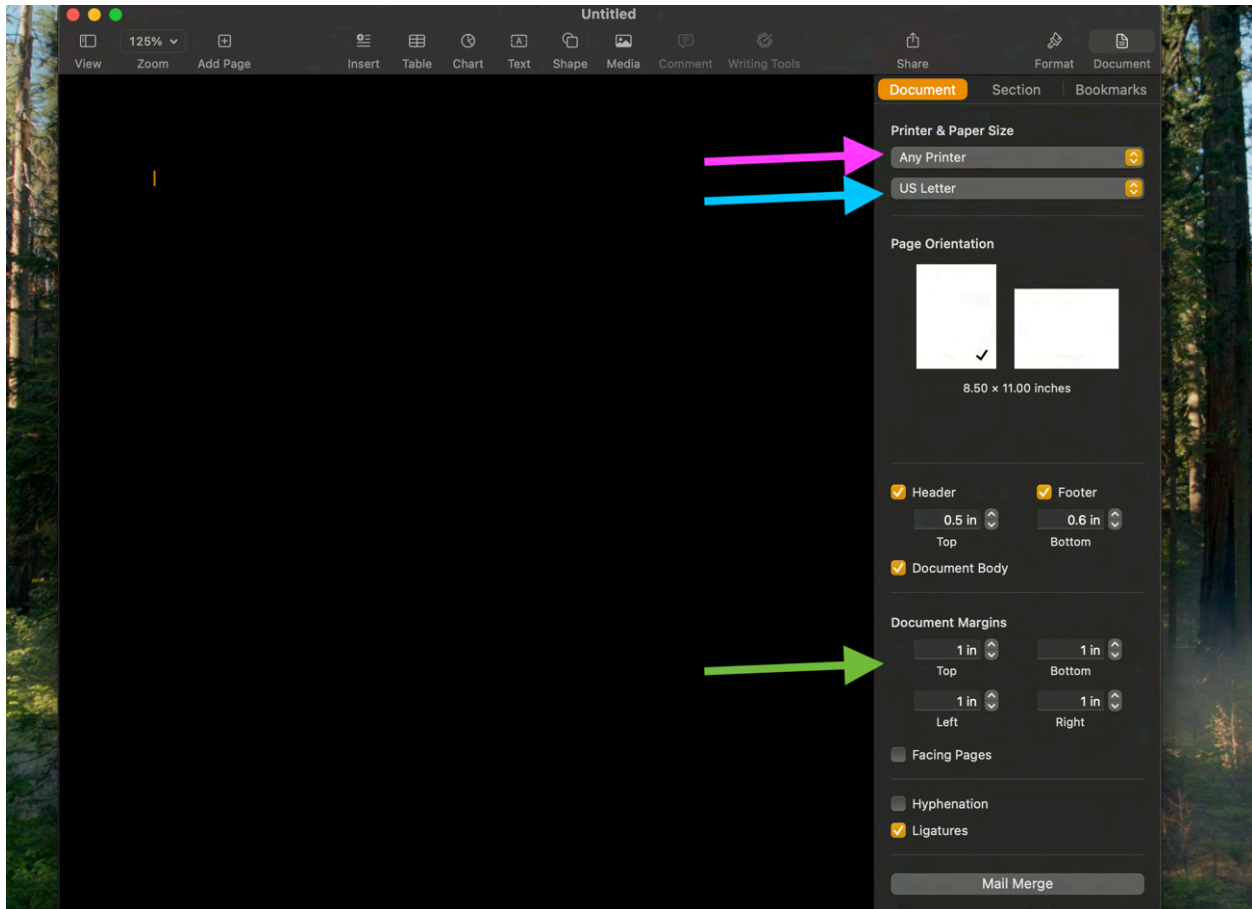 Untitled
125%
View Zoom Add Page Insert Table Chart Text Shape Media Comment Writing Tools Share Format Document
Document Section Bookmarks
Printer & Paper Size
Any Printer
US Letter
Page Orientation
8.50 × 11.00 inches
Header Footer
0.5 in 0.6 in
Top Bottom
Document Body
Document Margins
1 in 1 in
Top Bottom
1 in 1 in
Left Right
Facing Pages
Hyphenation
Ligatures
Mail Merge